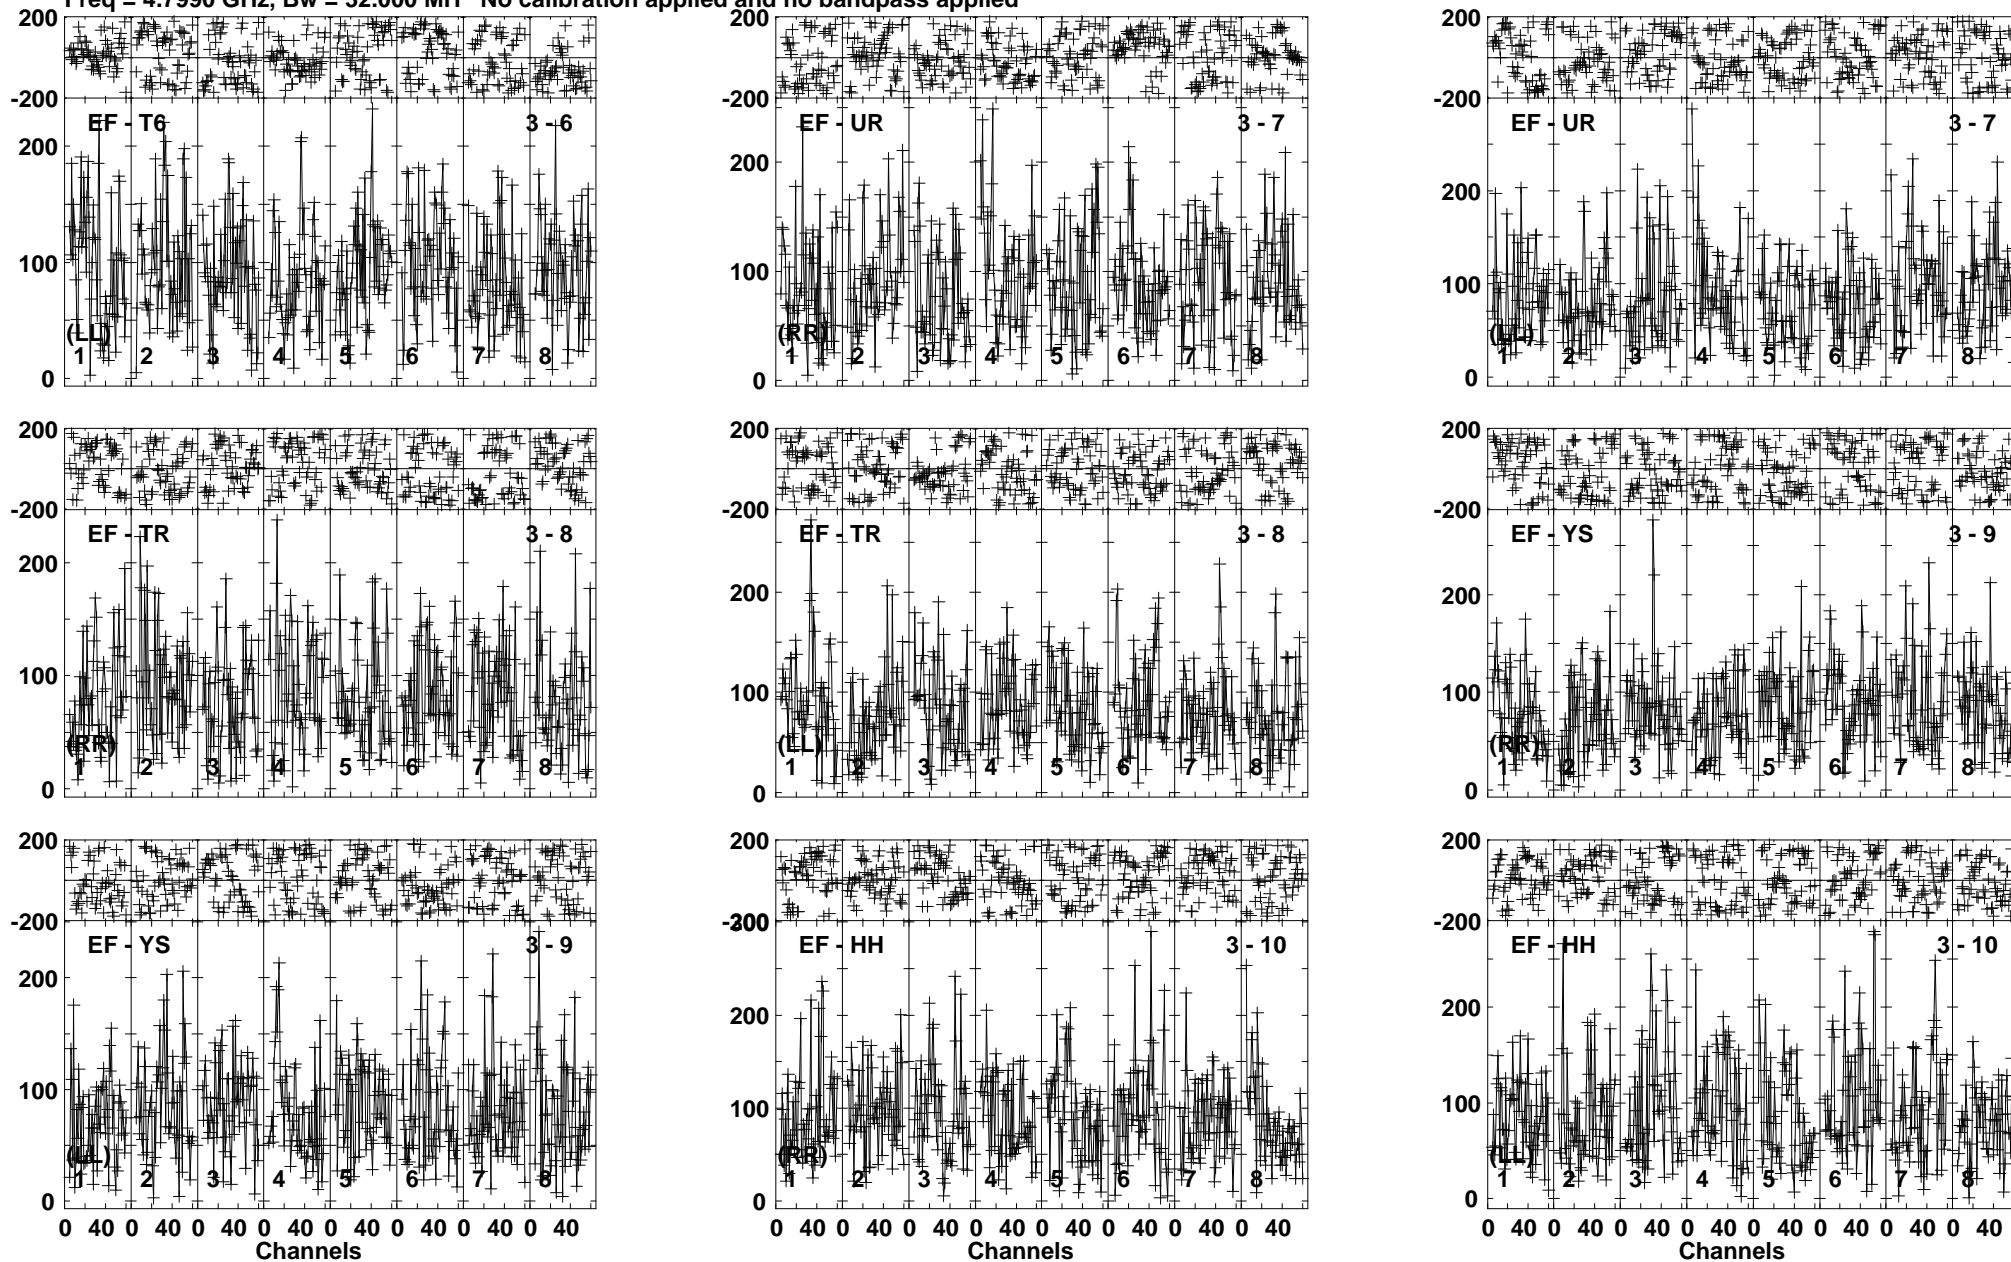 Freq = 4.7990 GHz, Bw = 32.000 MH No calibration applied and no bandpass applied
200 200 200
-200 -200 -200
EF - T6 3 - 6 EF - UR 3 - 7 EF - UR 3 - 7
200 200 200
100 100 100
(LL) (RR) (LL)
1 2 3 4 5 6 7 8 1 2 3 4 5 6 7 8 1 2 3 4 5 6 7 8
0 0 0
200 200 200
-200 -200 -200
EF - TR 3 - 8 EF - TR 3 - 8 EF - YS 3 - 9
200 200 200
100 100 100
(RR) (LL) (RR)
1 2 3 4 5 6 7 8 1 2 3 4 5 6 7 8 1 2 3 4 5 6 7 8
0 0 0
200 200 200
-200 -200 -200
300
EF - YS 3 - 9 EF - HH 3 - 10 EF - HH 3 - 10
200 200 200
100 100 100
(LL) (RR) (LL)
1 2 3 4 5 6 7 8 1 2 3 4 5 6 7 8 1 2 3 4 5 6 7 8
0 0 0
0 40 0 40 0 40 0 40 0 40 0 40 0 40 0 40 0 40 0 40 0 40 0 40 0 40 0 40 0 40 0 40 0 40 0 40 0 40 0 40 0 40 0 40 0 40 0 40
Channels Channels Channels